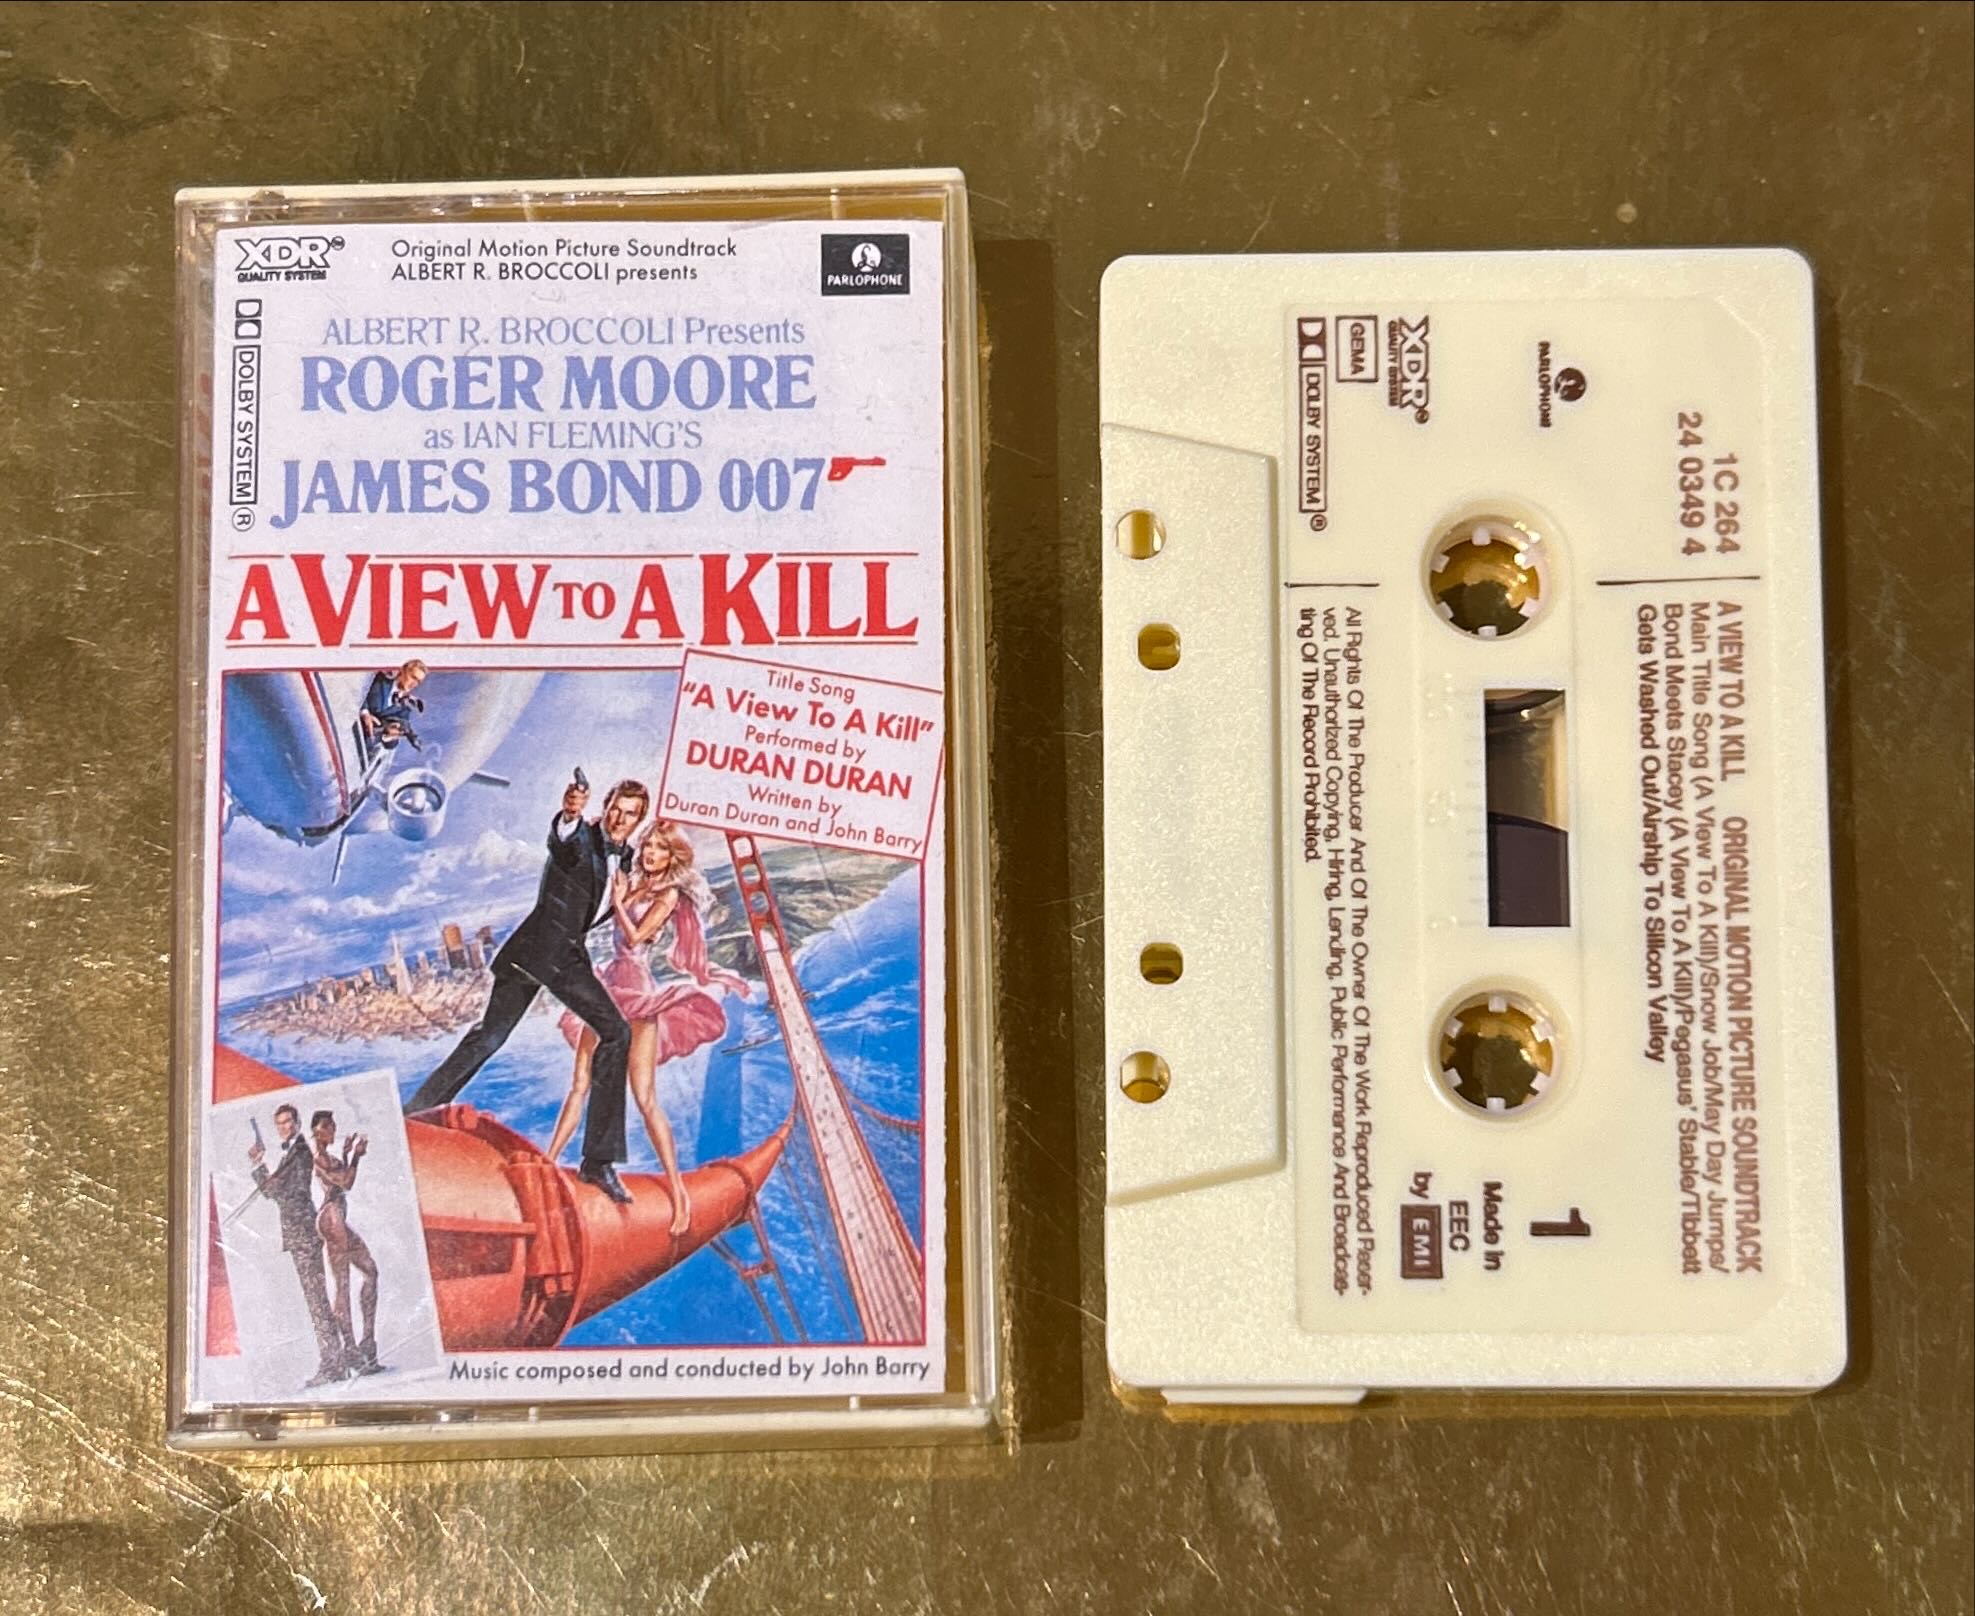 XDR™
QUALITY SYSTEM
Original Motion Picture Soundtrack
ALBERT R. BROCCOLI presents
PARLOPHONE
DOLBY SYSTEM®
ALBERT R. BROCCOLI Presents
ROGER MOORE
as IAN FLEMING'S
JAMES BOND 007
A VIEW TO A KILL
Title Song
"A View To A Kill"
Performed by
DURAN DURAN
Written by
Duran Duran and John Barry
Music composed and conducted by John Barry
1C 264
24 0349 4
PARLOPHONE
XDR™
QUALITY SYSTEM
GEMA
DOLBY SYSTEM®
A VIEW TO A KILL ORIGINAL MOTION PICTURE SOUNDTRACK
Main Title Song (A View To A Kill)/Snow Job/May Day Jumps/
Bond Meets Stacey (A View To A Kill)/Pegasus' Stable/Tibbett
Gets Washed Out/Airship To Silicon Valley
1
Made In
EEC
by EMI
All Rights Of The Producer And Of The Owner Of The Work Reproduced Reser-
ved. Unauthorized Copying, Hiring, Lending, Public Performance And Broadcas-
ting Of The Record Prohibited.